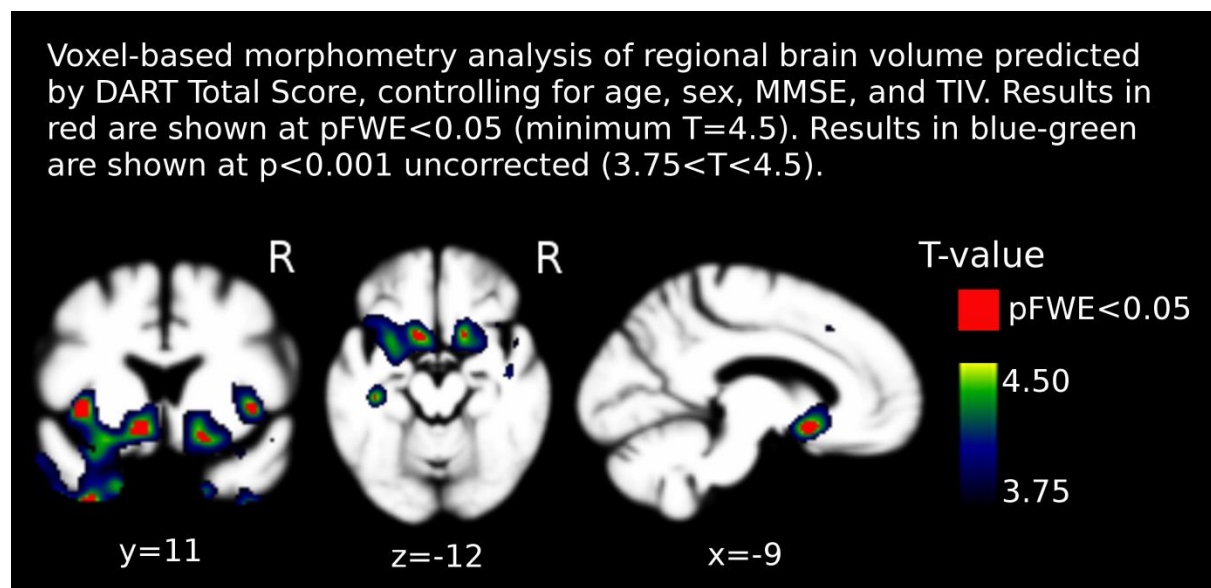 Voxel-based morphometry analysis of regional brain volume predicted
by DART Total Score, controlling for age, sex, MMSE, and TIV. Results in
red are shown at pFWE<0.05 (minimum T=4.5). Results in blue-green
are shown at p<0.001 uncorrected (3.75<T<4.5).
R
R
T-value
pFWE<0.05
4.50
3.75
y=11
z=-12
x=-9